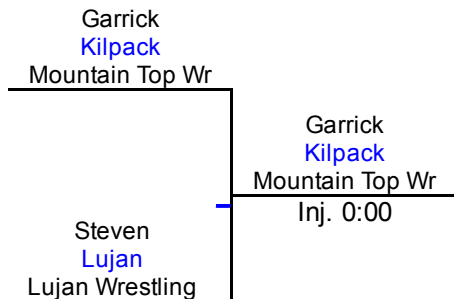 Garrick
Kilpack
Mountain Top Wr
Garrick
Kilpack
Mountain Top Wr
Inj. 0:00
Steven
Lujan
Lujan Wrestling